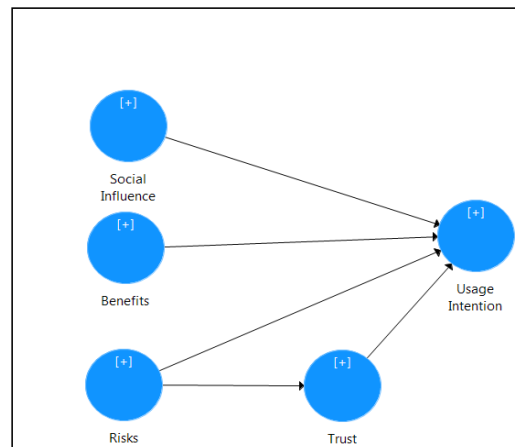 [+]
Social
Influence
[+]
Benefits
[+]
Usage
Intention
[+]
Risks
[+]
Trust